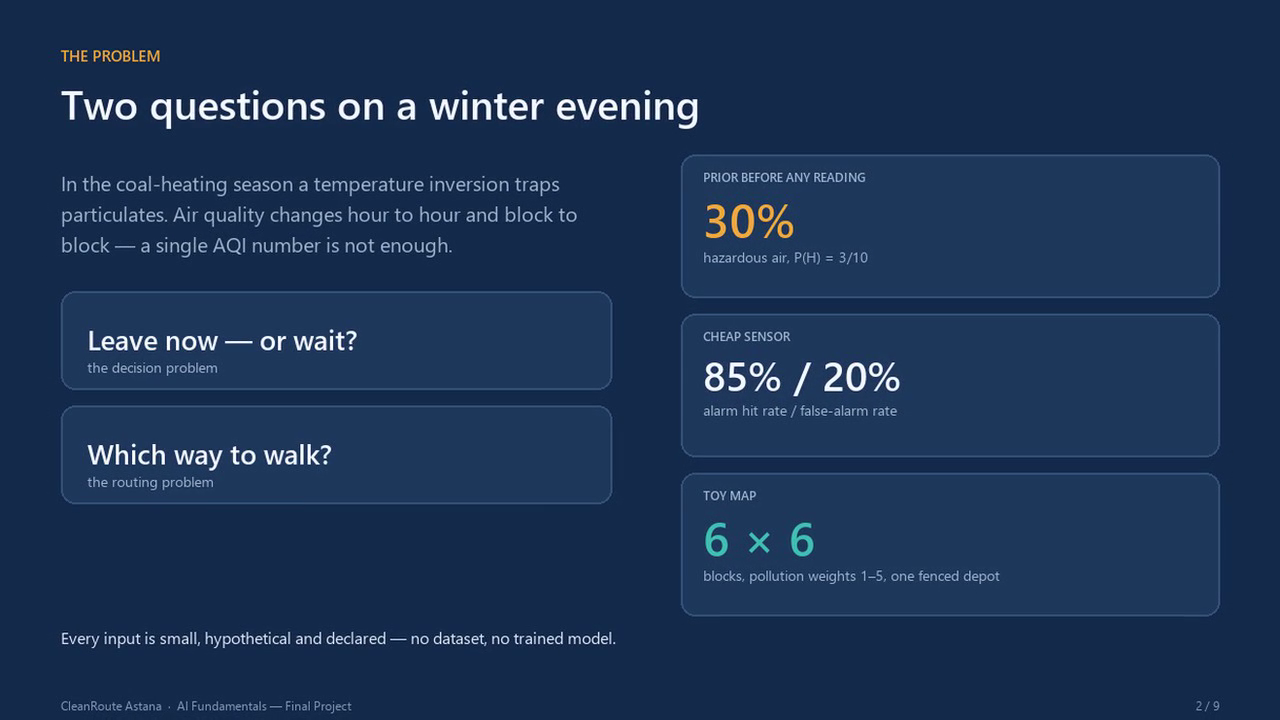 THE PROBLEM
Two questions on a winter evening
In the coal-heating season a temperature inversion traps
particulates. Air quality changes hour to hour and block to
block — a single AQI number is not enough.
Leave now — or wait?
the decision problem
Which way to walk?
the routing problem
PRIOR BEFORE ANY READING
30%
hazardous air, P(H) = 3/10
CHEAP SENSOR
85% / 20%
alarm hit rate / false-alarm rate
TOY MAP
6 × 6
blocks, pollution weights 1–5, one fenced depot
Every input is small, hypothetical and declared — no dataset, no trained model.
CleanRoute Astana · AI Fundamentals — Final Project
2 / 9